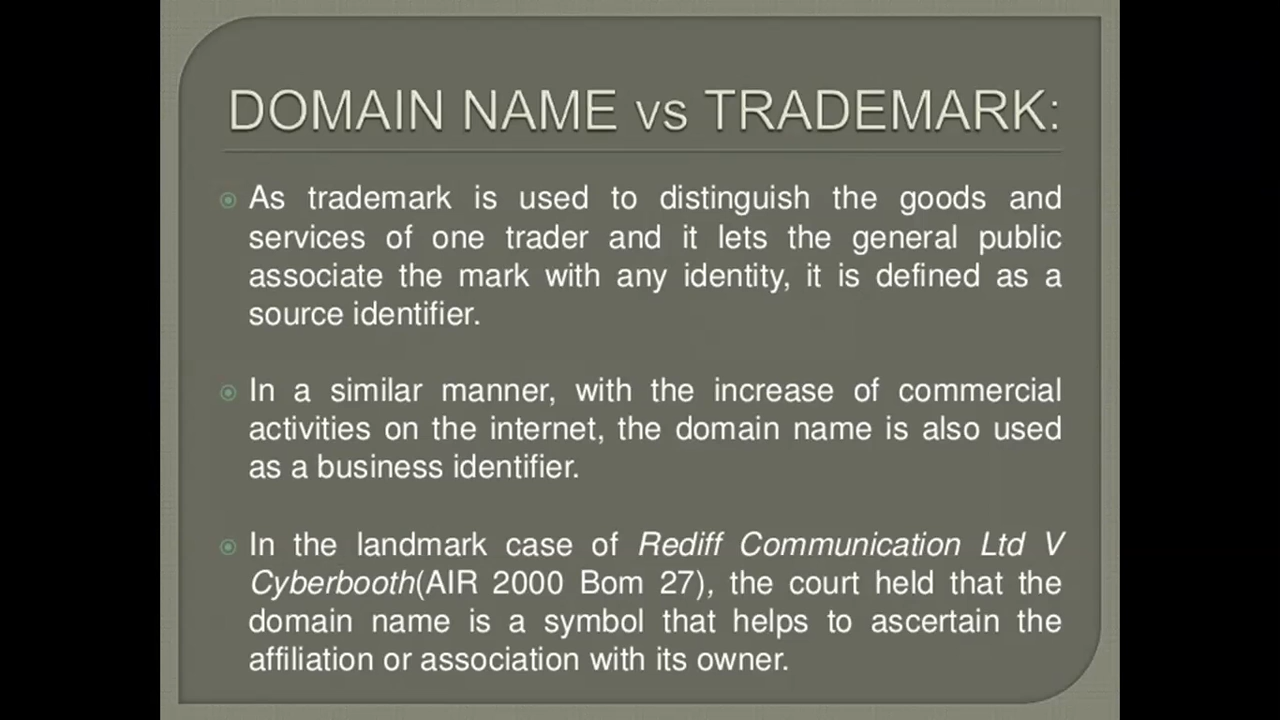 DOMAIN NAME vs TRADEMARK:
As trademark is used to distinguish the goods and
services of one trader and it lets the general public
associate the mark with any identity, it is defined as a
source identifier.
In a similar manner, with the increase of commercial
activities on the internet, the domain name is also used
as a business identifier.
In the landmark case of Rediff Communication Ltd V
Cyberbooth(AIR 2000 Bom 27), the court held that the
domain name is a symbol that helps to ascertain the
affiliation or association with its owner.